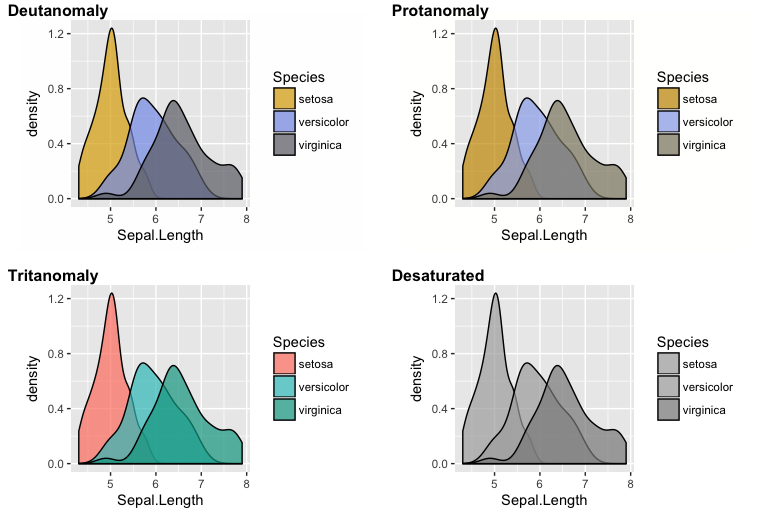 Deutanomaly
1.2
0.8
0.4
0.0
density
5 6 7 8
Sepal.Length
Species
setosa
versicolor
virginica
Protanomaly
1.2
0.8
0.4
0.0
density
5 6 7 8
Sepal.Length
Species
setosa
versicolor
virginica
Tritanomaly
1.2
0.8
0.4
0.0
density
5 6 7 8
Sepal.Length
Species
setosa
versicolor
virginica
Desaturated
1.2
0.8
0.4
0.0
density
5 6 7 8
Sepal.Length
Species
setosa
versicolor
virginica